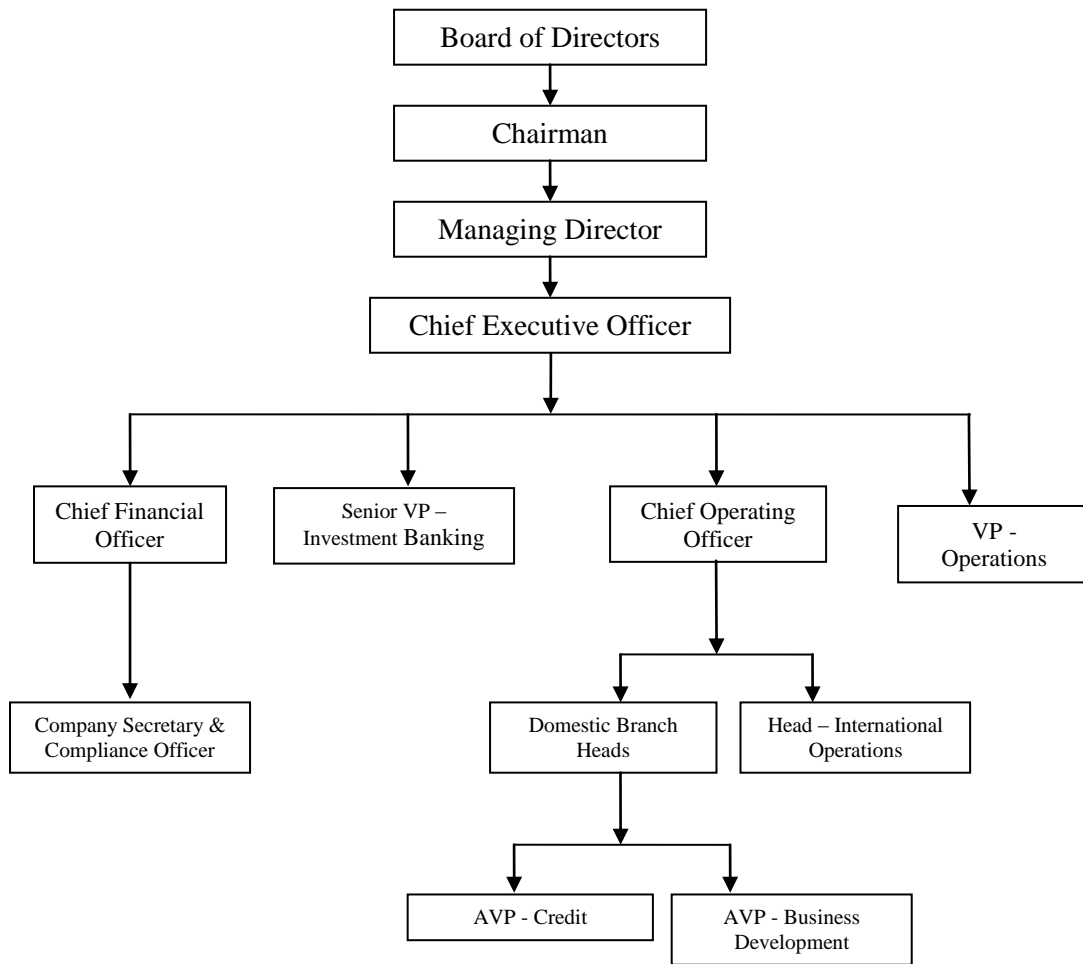 Board of Directors
Chairman
Managing Director
Chief Executive Officer
Chief Financial
Officer
Senior VP –
Investment Banking
Chief Operating
Officer
VP -
Operations
Company Secretary &
Compliance Officer
Domestic Branch
Heads
Head – International
Operations
AVP - Credit
AVP - Business
Development